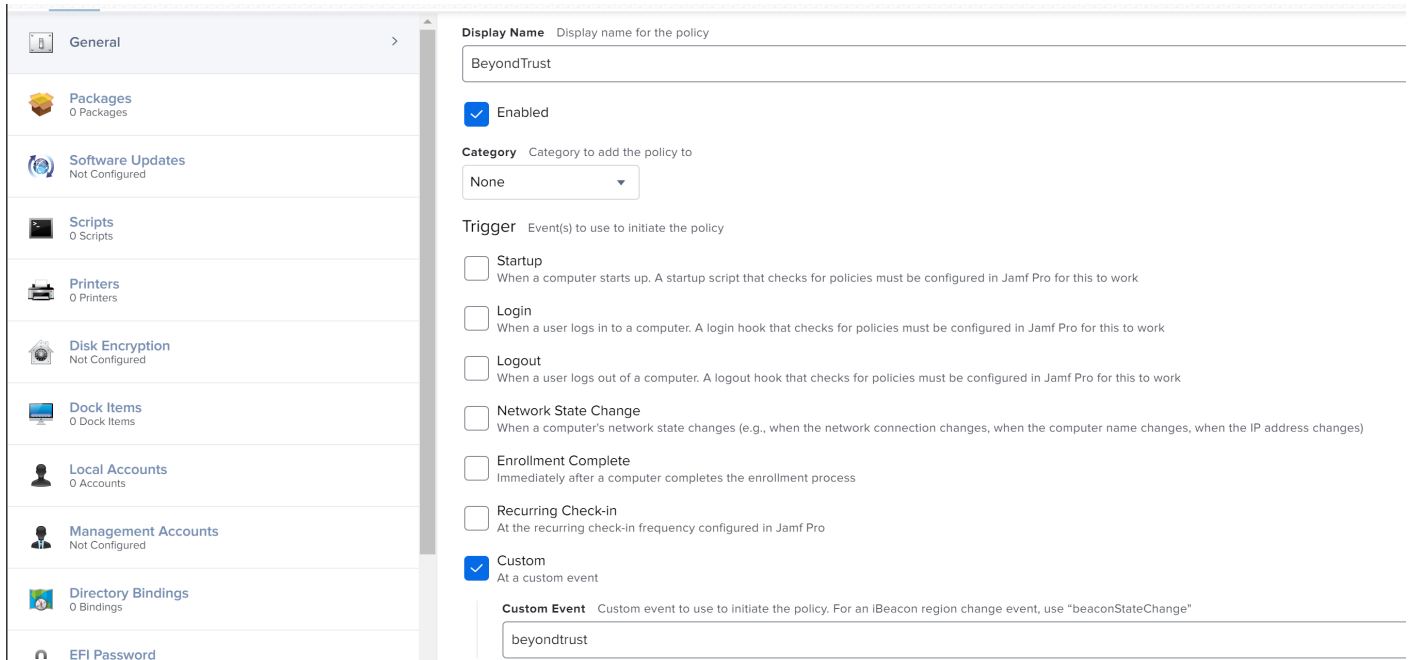 General
Packages
0 Packages
Software Updates
Not Configured
Scripts
0 Scripts
Printers
0 Printers
Disk Encryption
Not Configured
Dock Items
0 Dock Items
Local Accounts
0 Accounts
Management Accounts
Not Configured
Directory Bindings
0 Bindings
EFI Password
Display Name Display name for the policy
BeyondTrust
Enabled
Category Category to add the policy to
None
Trigger Event(s) to use to initiate the policy
Startup
When a computer starts up. A startup script that checks for policies must be configured in Jamf Pro for this to work
Login
When a user logs in to a computer. A login hook that checks for policies must be configured in Jamf Pro for this to work
Logout
When a user logs out of a computer. A logout hook that checks for policies must be configured in Jamf Pro for this to work
Network State Change
When a computer's network state changes (e.g., when the network connection changes, when the computer name changes, when the IP address changes)
Enrollment Complete
Immediately after a computer completes the enrollment process
Recurring Check-in
At the recurring check-in frequency configured in Jamf Pro
Custom
At a custom event
Custom Event Custom event to use to initiate the policy. For an iBeacon region change event, use “beaconStateChange”
beyondtrust